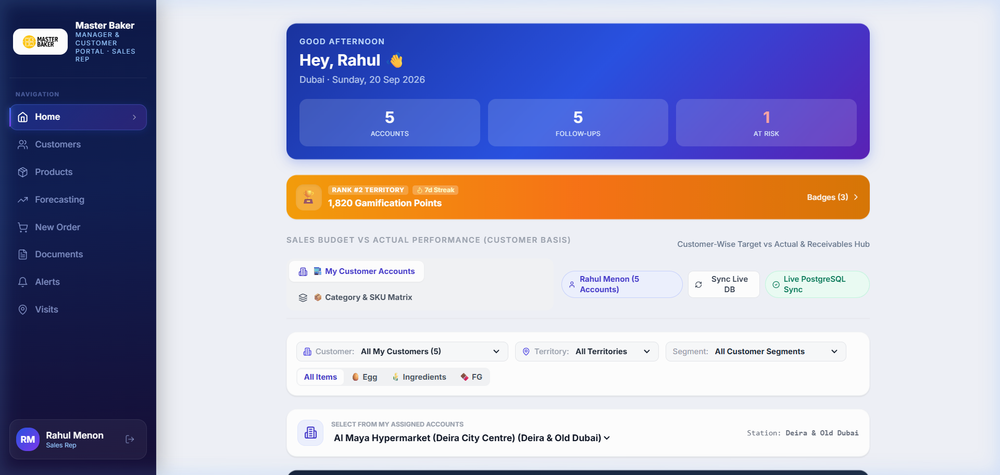 MASTER
BAKER
Master Baker
MANAGER &
CUSTOMER
PORTAL · SALES
REP
NAVIGATION
Home
Customers
Products
Forecasting
New Order
Documents
Alerts
Visits
RM
Rahul Menon
Sales Rep
GOOD AFTERNOON
Hey, Rahul 👋
Dubai · Sunday, 20 Sep 2026
5
ACCOUNTS
5
FOLLOW-UPS
1
AT RISK
RANK #2 TERRITORY
7d Streak
1,820 Gamification Points
Badges (3)
SALES BUDGET VS ACTUAL PERFORMANCE (CUSTOMER BASIS)
Customer-Wise Target vs Actual & Receivables Hub
My Customer Accounts
Category & SKU Matrix
Rahul Menon (5
Accounts)
Sync Live
DB
Live PostgreSQL
Sync
Customer: All My Customers (5)
Territory: All Territories
Segment: All Customer Segments
All Items
Egg
Ingredients
FG
SELECT FROM MY ASSIGNED ACCOUNTS
Al Maya Hypermarket (Deira City Centre) (Deira & Old Dubai)
Station: Deira & Old Dubai